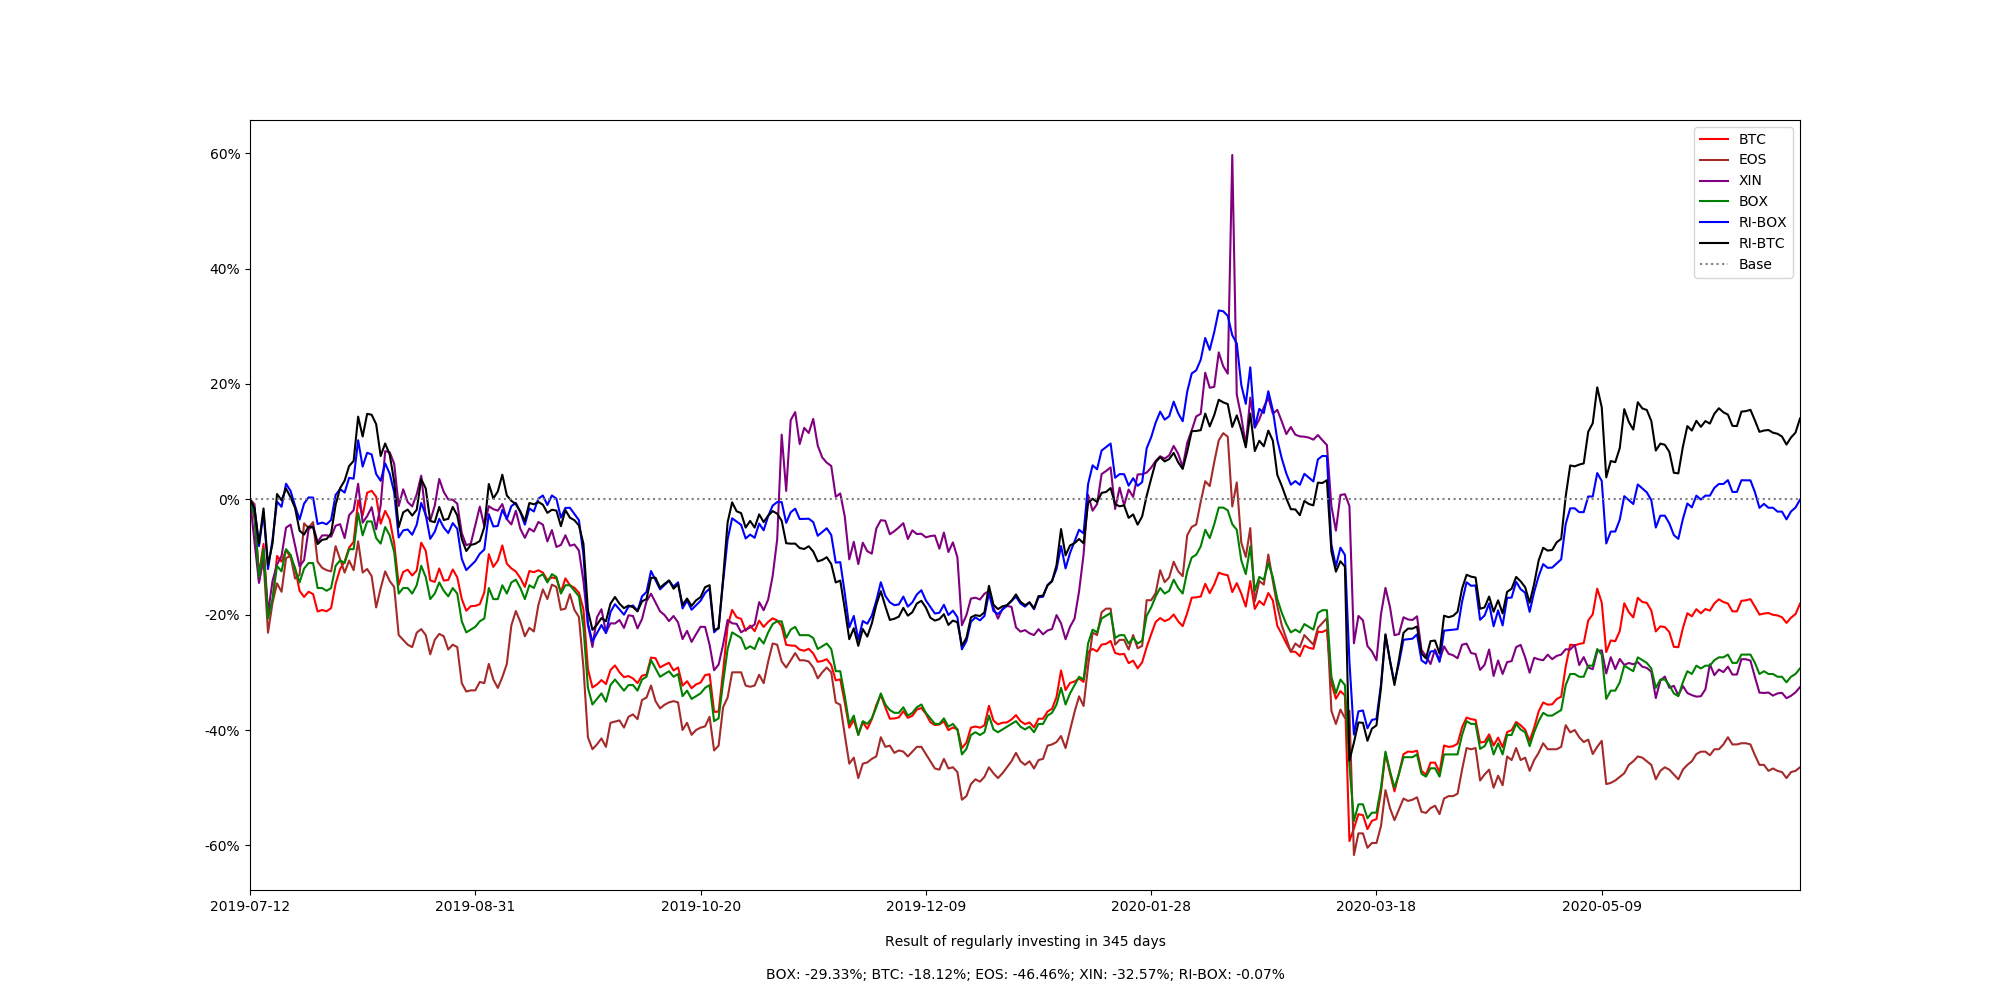 60%
40%
20%
0%
-20%
-40%
-60%
BTC
EOS
XIN
BOX
RI-BOX
RI-BTC
Base
2019-07-12 2019-08-31 2019-10-20 2019-12-09 2020-01-28 2020-03-18 2020-05-09
Result of regularly investing in 345 days
BOX: -29.33%; BTC: -18.12%; EOS: -46.46%; XIN: -32.57%; RI-BOX: -0.07%